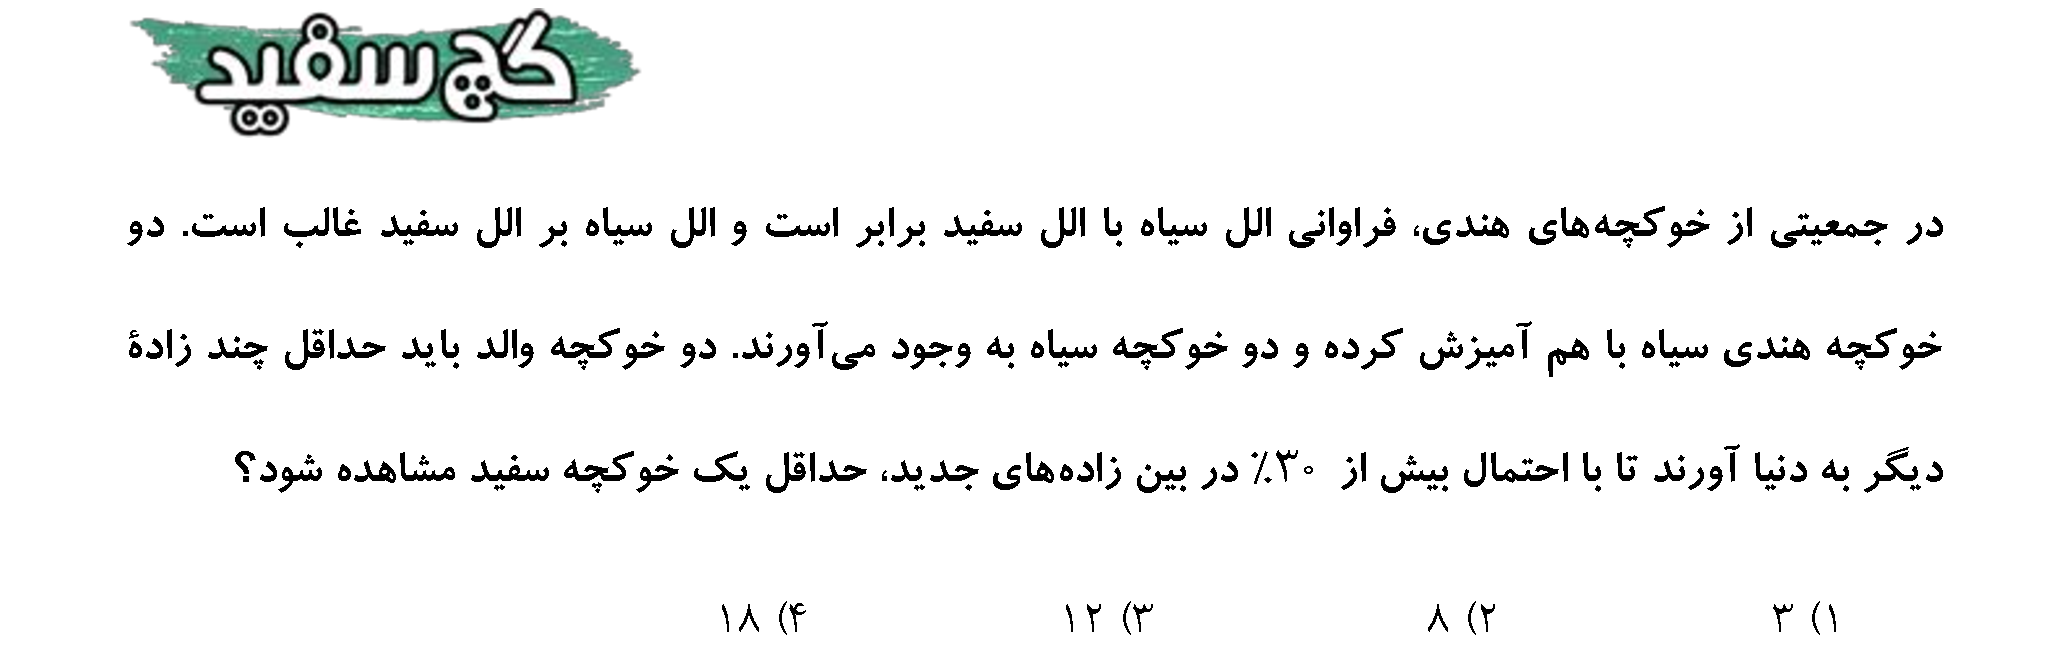 گچ سفید
در جمعیتی از خوکچه‌های هندی، فراوانی الل سیاه با الل سفید برابر است و الل سیاه بر الل سفید غالب است. دو
خوکچه هندی سیاه با هم آمیزش کرده و دو خوکچه سیاه به وجود می‌آورند. دو خوکچه والد باید حداقل چند زادهٔ
دیگر به دنیا آورند تا با احتمال بیش از ۳۰٪ در بین زاده‌های جدید، حداقل یک خوکچه سفید مشاهده شود؟
۱) ۳ ۲) ۸ ۳) ۱۲ ۴) ۱۸